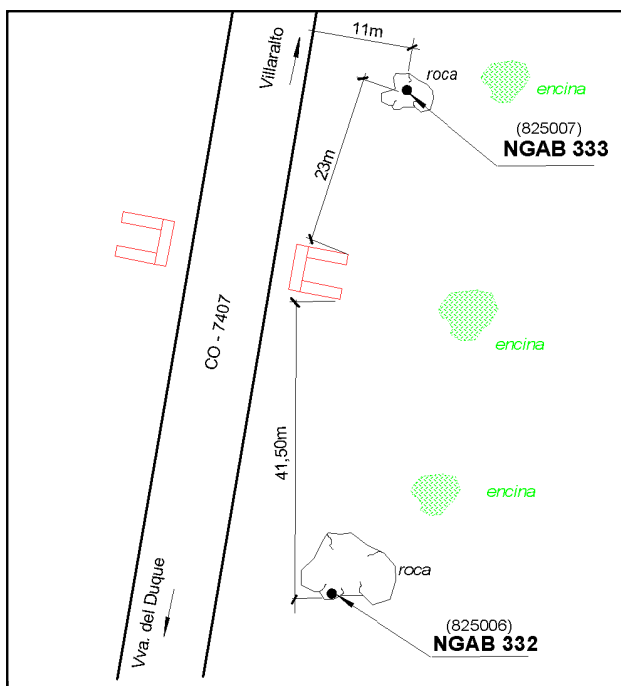 11m
Villaralto
roca
encina
(825007)
NGAB 333
23m
CO - 7407
encina
41,50m
encina
roca
Vva. del Duque
(825006)
NGAB 332